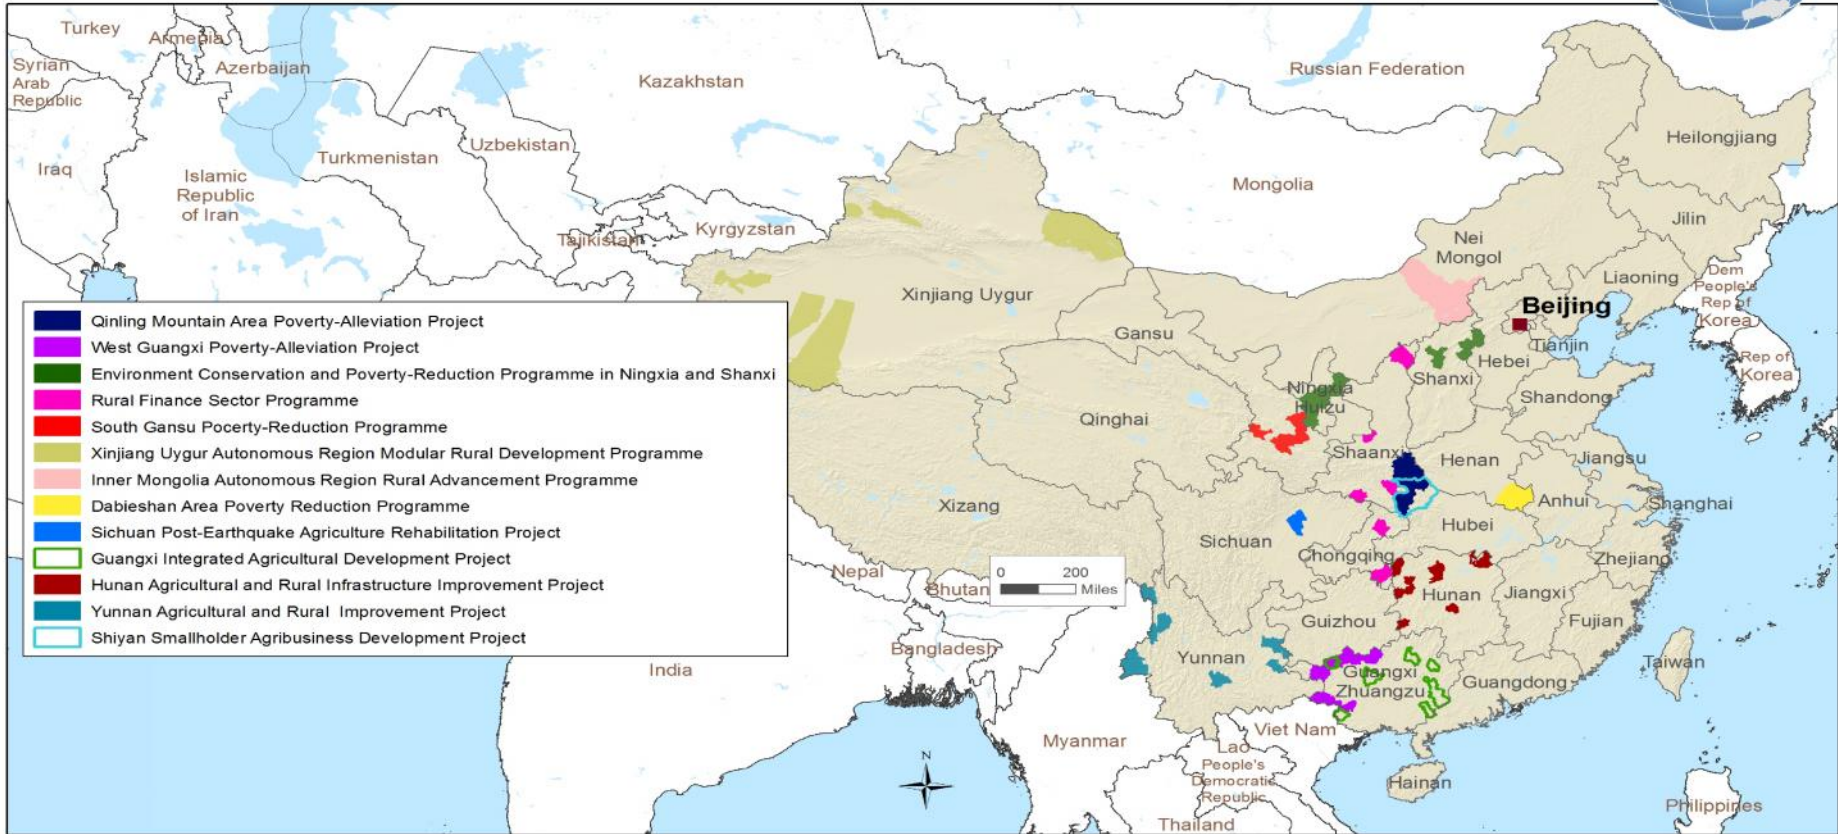 Turkey
Armenia
Azerbaijan
Syrian
Arab
Republic
Iraq
Islamic
Republic
of Iran
Turkmenistan
Uzbekistan
Kazakhstan
Kyrgyzstan
Tajikistan
Russian Federation
Mongolia
Heilongjiang
Jilin
Nei
Mongol
Liaoning
Dem
People's
Rep of
Korea
Rep of
Korea
Beijing
Tianjin
Hebei
Shanxi
Shandong
Xinjiang Uygur
Gansu
Ningxia
Huizu
Qinghai
Shaanxi
Henan
Jiangsu
Anhui
Shanghai
Xizang
Sichuan
Hubei
Chongqing
Zhejiang
Hunan
Jiangxi
Guizhou
Fujian
Yunnan
Guangxi
Zhuangzu
Guangdong
Taiwan
Hainan
Nepal
Bhutan
Bangladesh
India
Myanmar
Viet Nam
Lao
People's
Democratic
Republic
Thailand
Philippines
0 200
Miles
N
Qinling Mountain Area Poverty-Alleviation Project
West Guangxi Poverty-Alleviation Project
Environment Conservation and Poverty-Reduction Programme in Ningxia and Shanxi
Rural Finance Sector Programme
South Gansu Pocerty-Reduction Programme
Xinjiang Uygur Autonomous Region Modular Rural Development Programme
Inner Mongolia Autonomous Region Rural Advancement Programme
Dabieshan Area Poverty Reduction Programme
Sichuan Post-Earthquake Agriculture Rehabilitation Project
Guangxi Integrated Agricultural Development Project
Hunan Agricultural and Rural Infrastructure Improvement Project
Yunnan Agricultural and Rural Improvement Project
Shiyan Smallholder Agribusiness Development Project